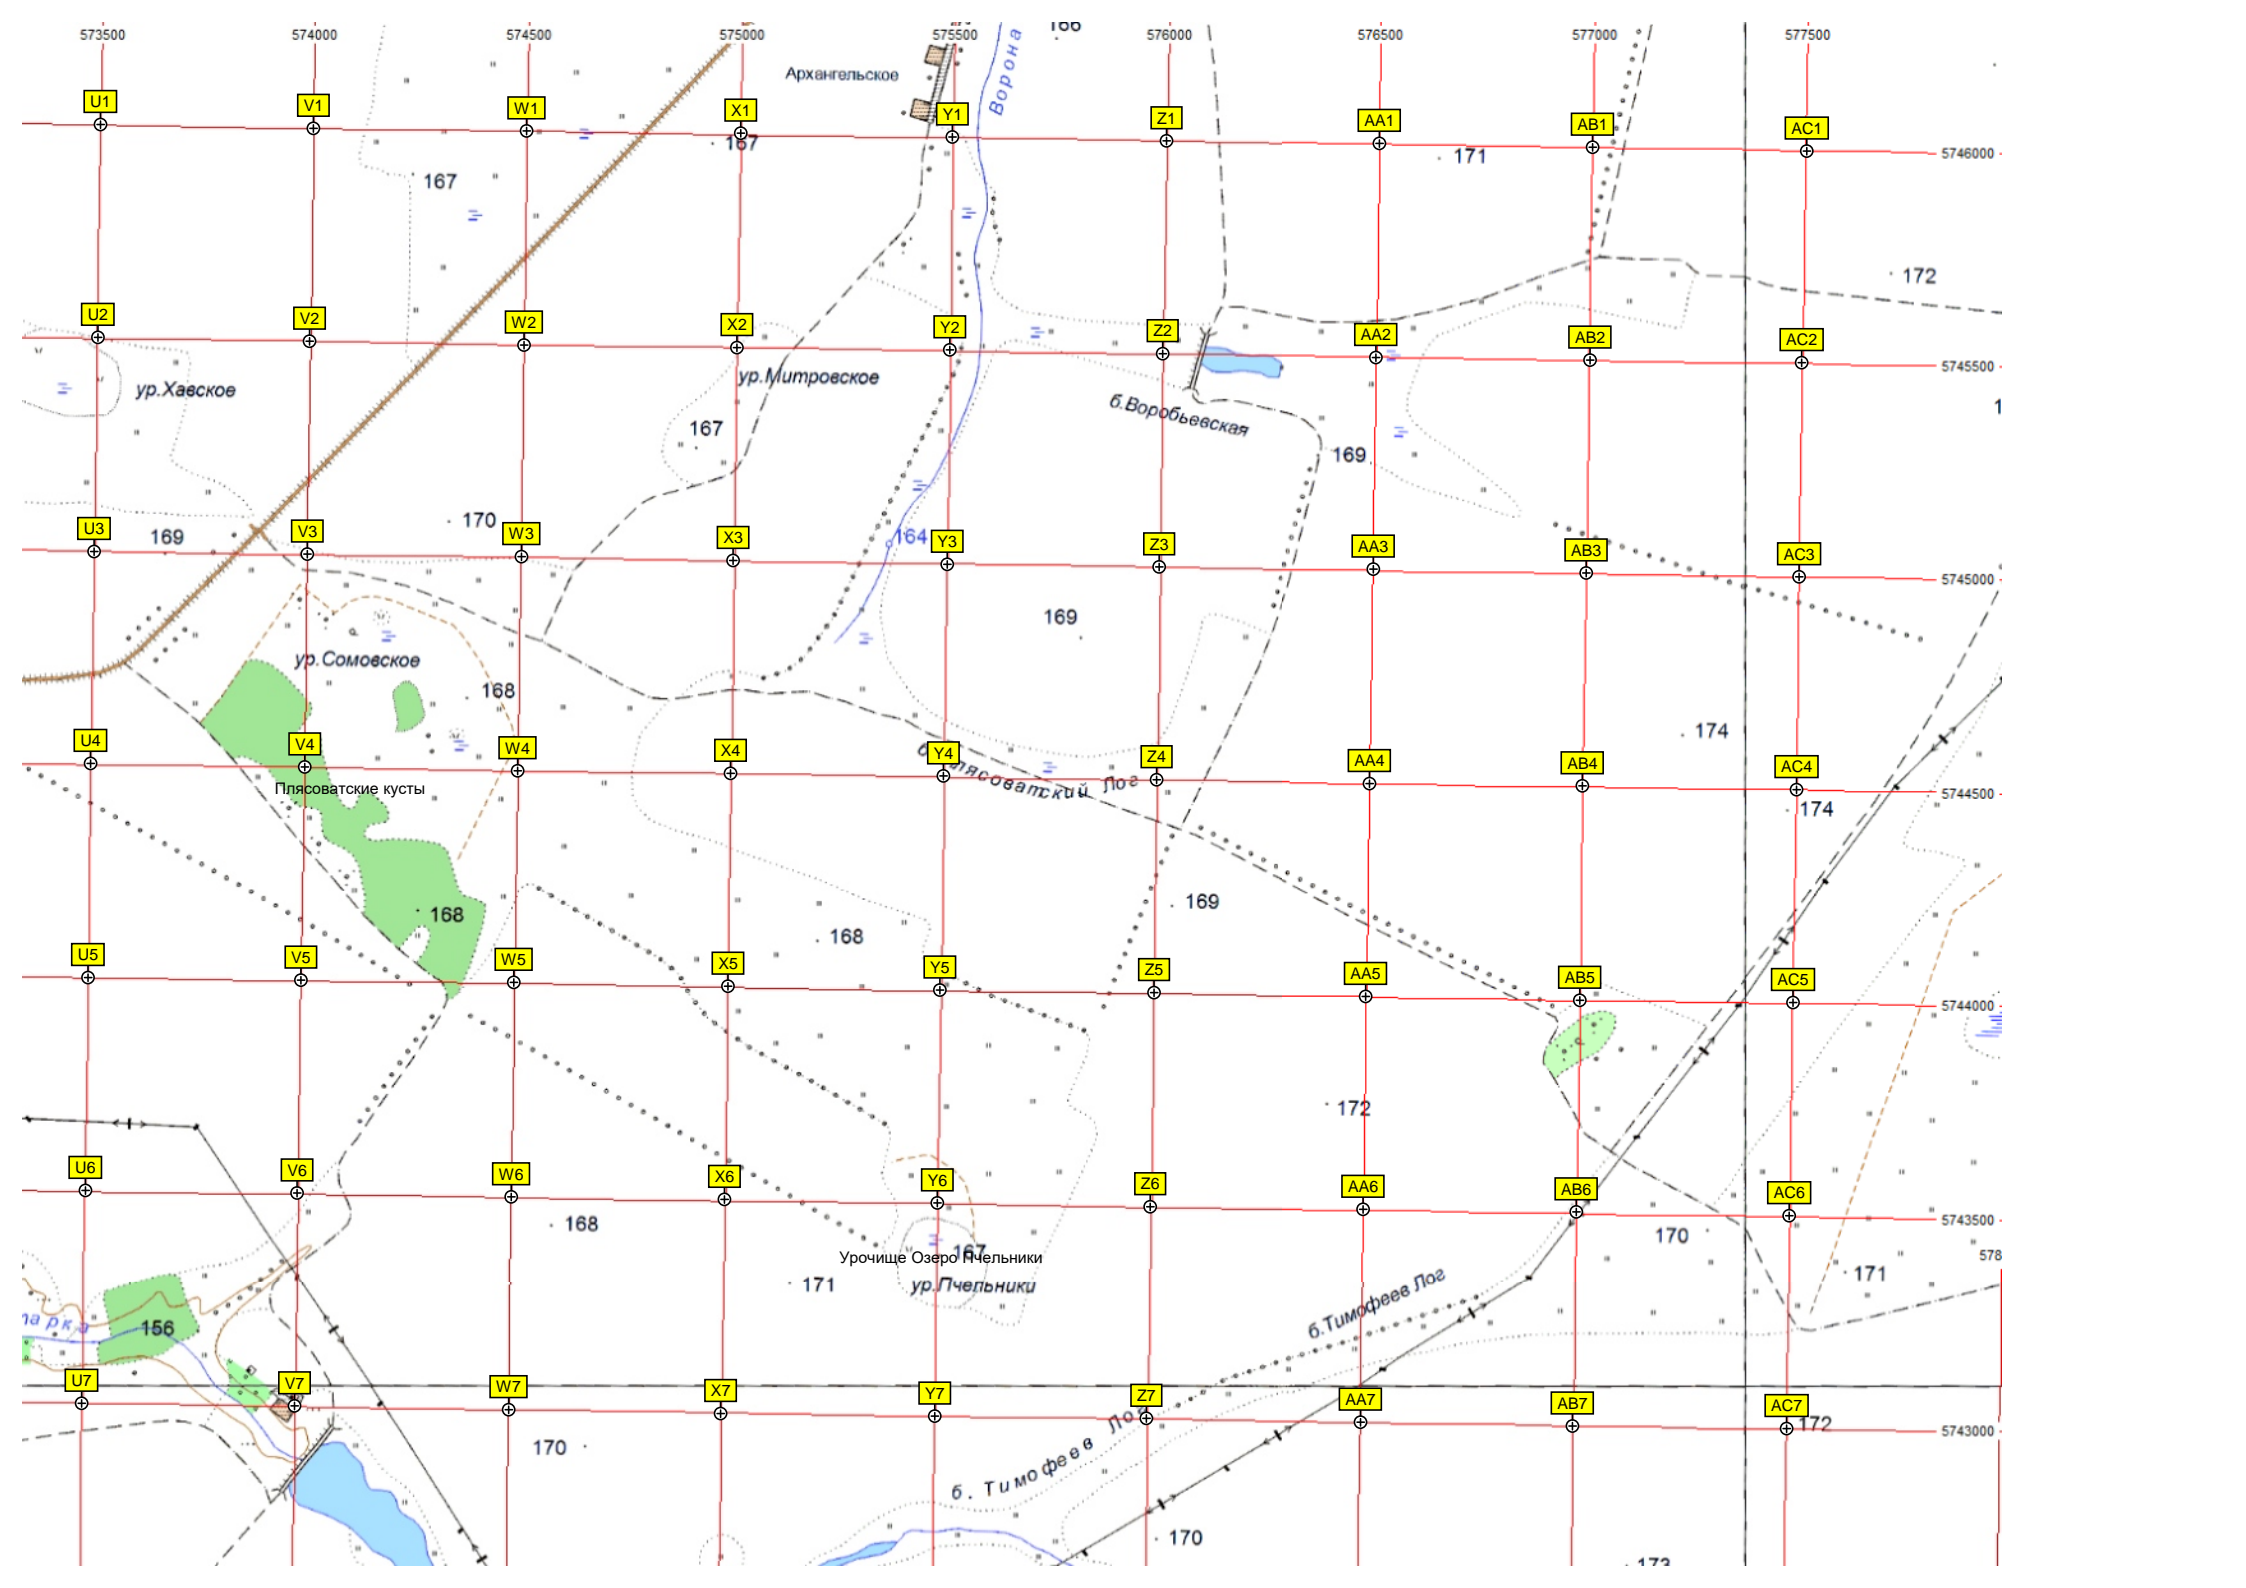 166
573500 574000 574500 575000 575500 576000 576500 577000 577500
Архангельское
Ворона
U1 V1 W1 X1 Y1 Z1 AA1 AB1 AC1
167
171
5746000
167
172
U2 V2 W2 X2 Y2 Z2 AA2 AB2 AC2
5745500
ур.Хавское
ур.Митровское
б.Воробьевская
1
167
169
170
169
164
U3 V3 W3 X3 Y3 Z3 AA3 AB3 AC3
5745000
169
ур.Сомовское
168
174
U4 V4 W4 X4 Y4 Z4 AA4 AB4 AC4
Плясоватские кусты
5744500
174
168
169
168
U5 V5 W5 X5 Y5 Z5 AA5 AB5 AC5
5744000
172
U6 V6 W6 X6 Y6 Z6 AA6 AB6 AC6
5743500
168
170
167
Урочище Озеро Пчельники
578
171
ур.Пчельники
171
б.Тимофеев Лог
156
U7 V7 W7 X7 Y7 Z7 AA7 AB7 AC7
172
5743000
170
б. Тимофеев Лог
170
173